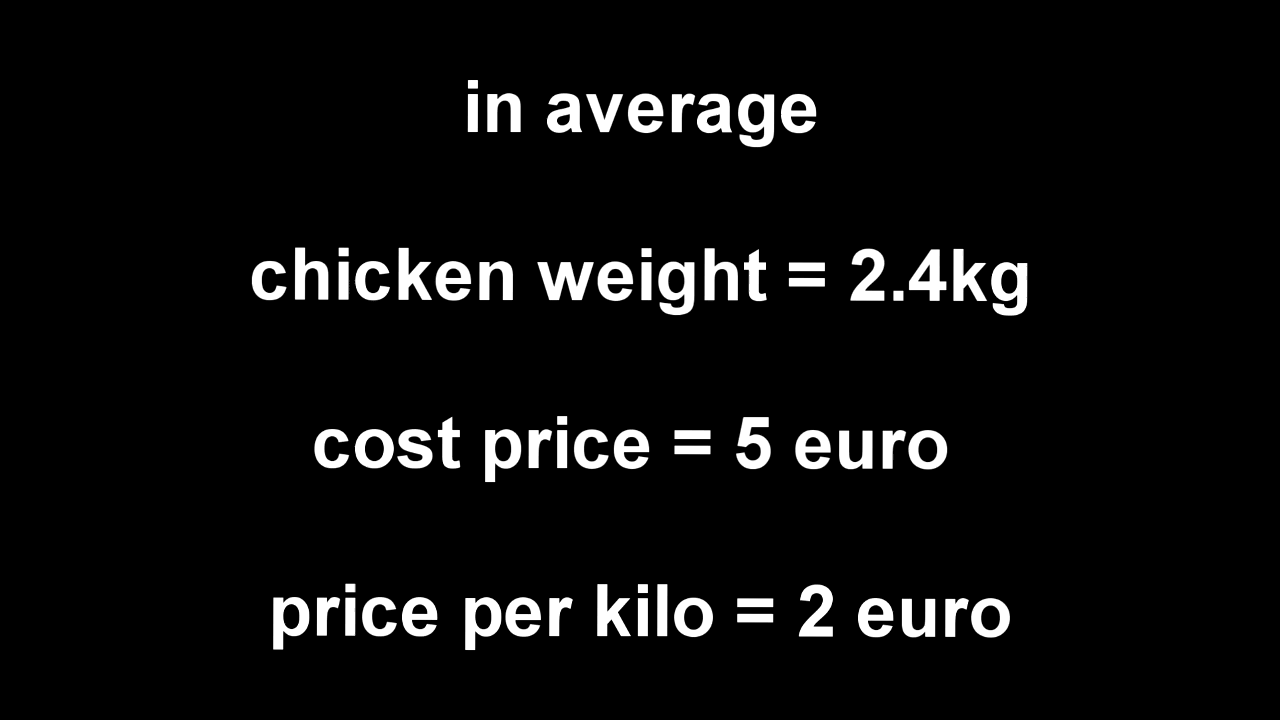 in average
chicken weight = 2.4kg
cost price = 5 euro
price per kilo = 2 euro